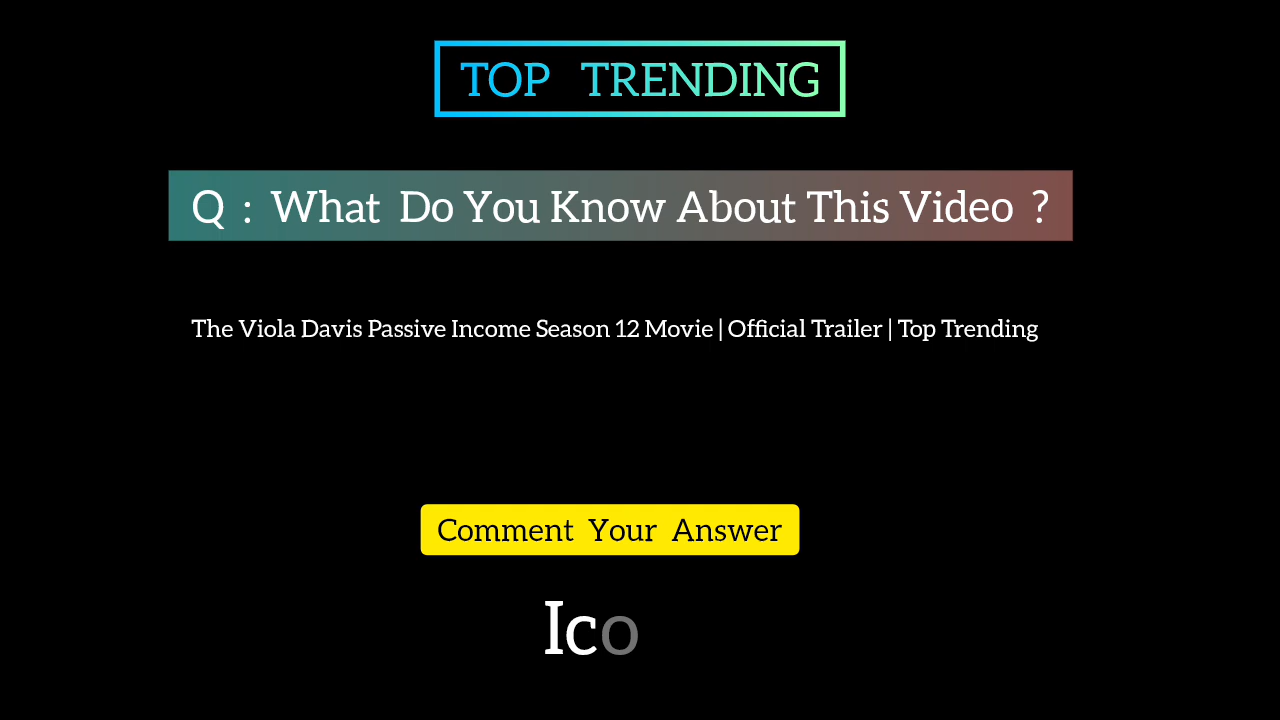 TOP TRENDING
Q : What Do You Know About This Video ?
The Viola Davis Passive Income Season 12 Movie | Official Trailer | Top Trending
Comment Your Answer
Ico